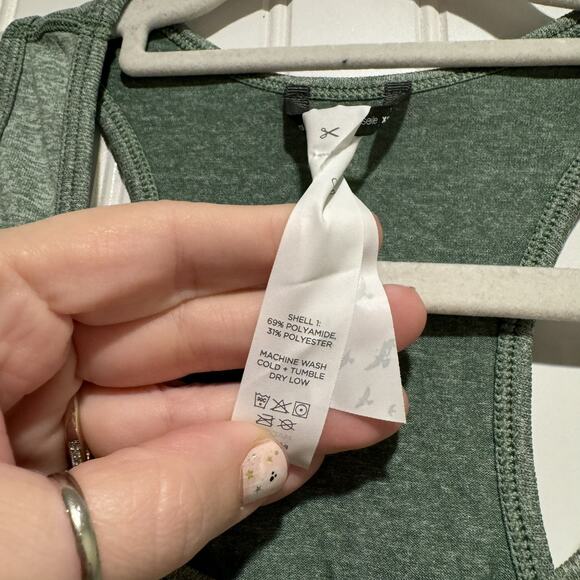 SHELL 1:
69% POLYAMIDE,
31% POLYESTER
MACHINE WASH
COLD + TUMBLE
DRY LOW